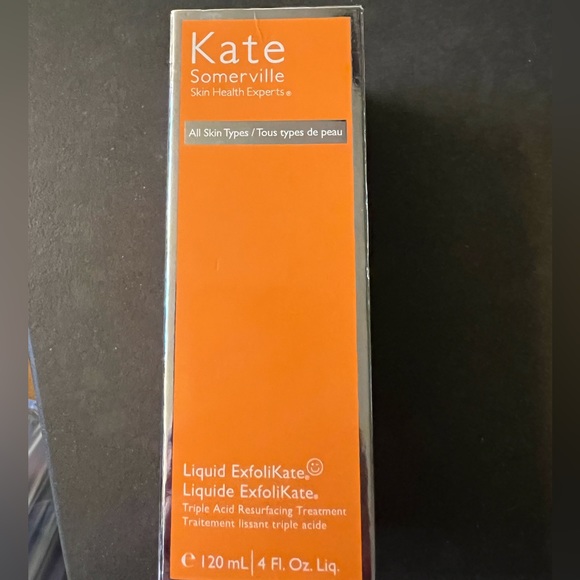 Kate
Somerville
Skin Health Experts®
All Skin Types / Tous types de peau
Liquid ExfoliKate®
Liquide ExfoliKate®
Triple Acid Resurfacing Treatment
Traitement lissant triple acide
℮ 120 mL | 4 Fl. Oz. Liq.